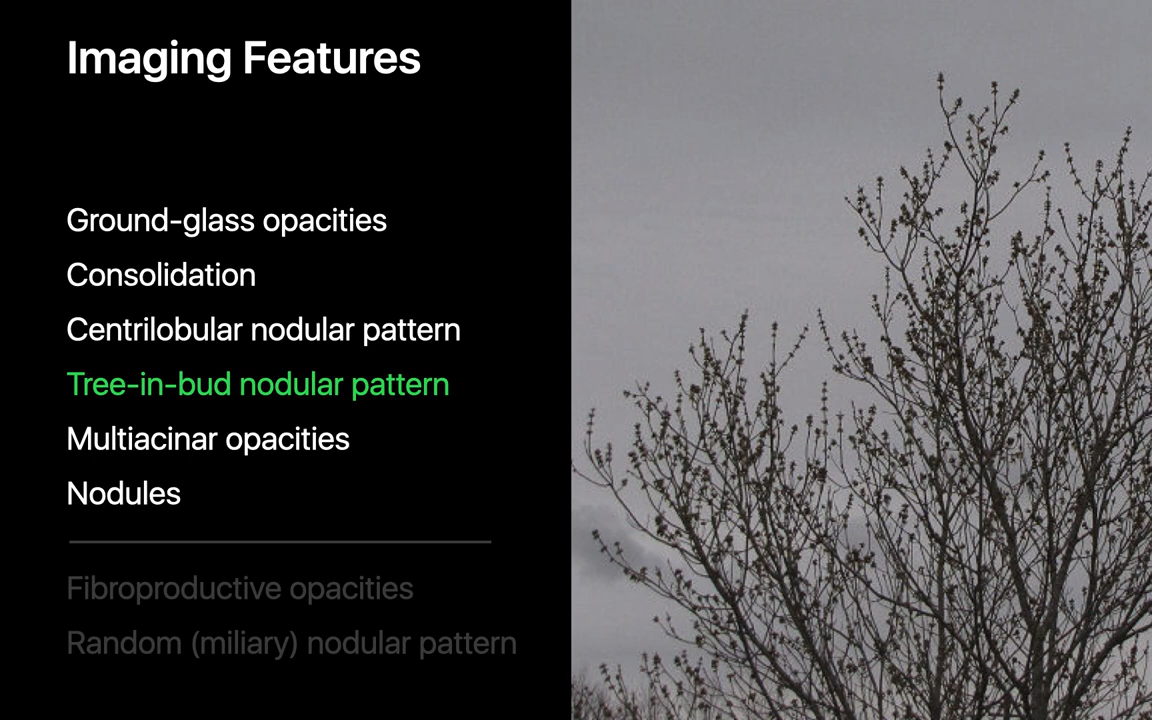 Imaging Features
Ground-glass opacities
Consolidation
Centrilobular nodular pattern
Tree-in-bud nodular pattern
Multiacinar opacities
Nodules
Fibroproductive opacities
Random (miliary) nodular pattern